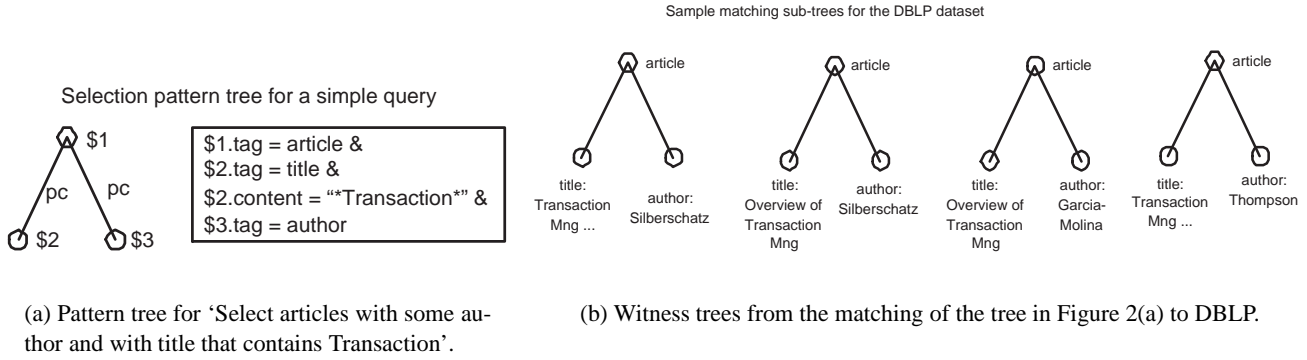 Sample matching sub-trees for the DBLP dataset
Selection pattern tree for a simple query
$1
pc
pc
$2
$3
$1.tag = article &
$2.tag = title &
$2.content = “*Transaction*” &
$3.tag = author
article
title:
Transaction
Mng ...
author:
Silberschatz
article
title:
Overview of
Transaction
Mng
author:
Silberschatz
article
title:
Overview of
Transaction
Mng
author:
Garcia-
Molina
article
title:
Transaction
Mng ...
author:
Thompson
(a) Pattern tree for ‘Select articles with some au-
thor and with title that contains Transaction’.
(b) Witness trees from the matching of the tree in Figure 2(a) to DBLP.